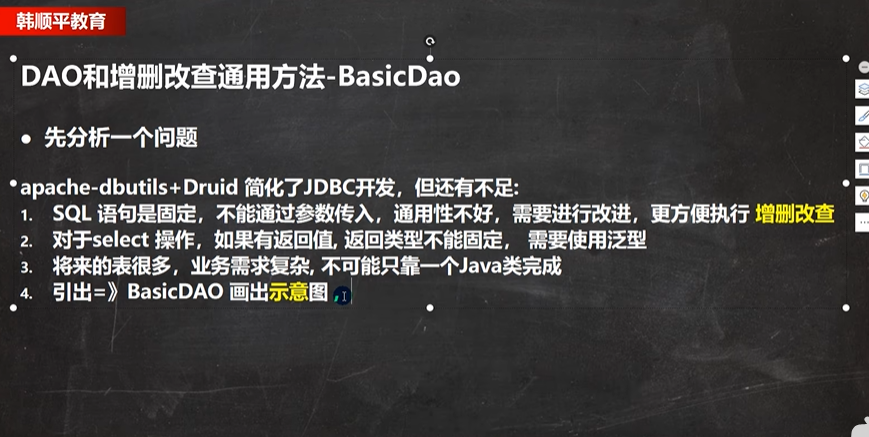 韩顺平教育
DAO和增删改查通用方法-BasicDao
● 先分析一个问题
apache-dbutils+Druid 简化了JDBC开发，但还有不足:
1. SQL 语句是固定，不能通过参数传入，通用性不好，需要进行改进，更方便执行 增删改查
2. 对于select 操作，如果有返回值, 返回类型不能固定， 需要使用泛型
3. 将来的表很多，业务需求复杂, 不可能只靠一个Java类完成
4. 引出=》BasicDAO 画出示意图